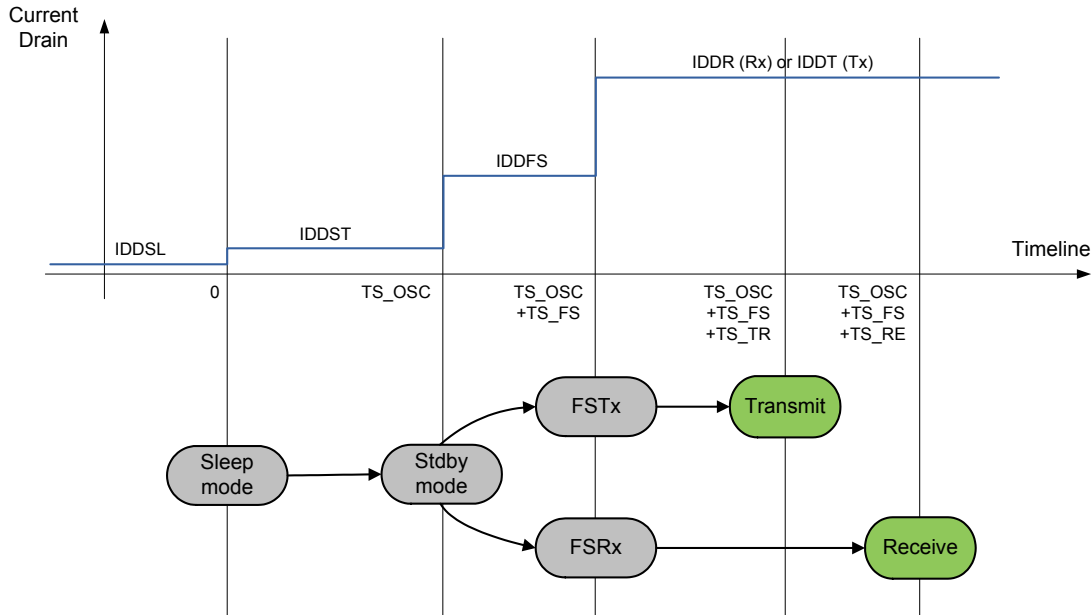 Current
Drain
IDDR (Rx) or IDDT (Tx)
IDDFS
IDDST
IDDSL
Timeline
0
TS_OSC
TS_OSC
+TS_FS
TS_OSC
+TS_FS
+TS_TR
TS_OSC
+TS_FS
+TS_RE
FSTx
Transmit
Sleep
mode
Stdby
mode
FSRx
Receive